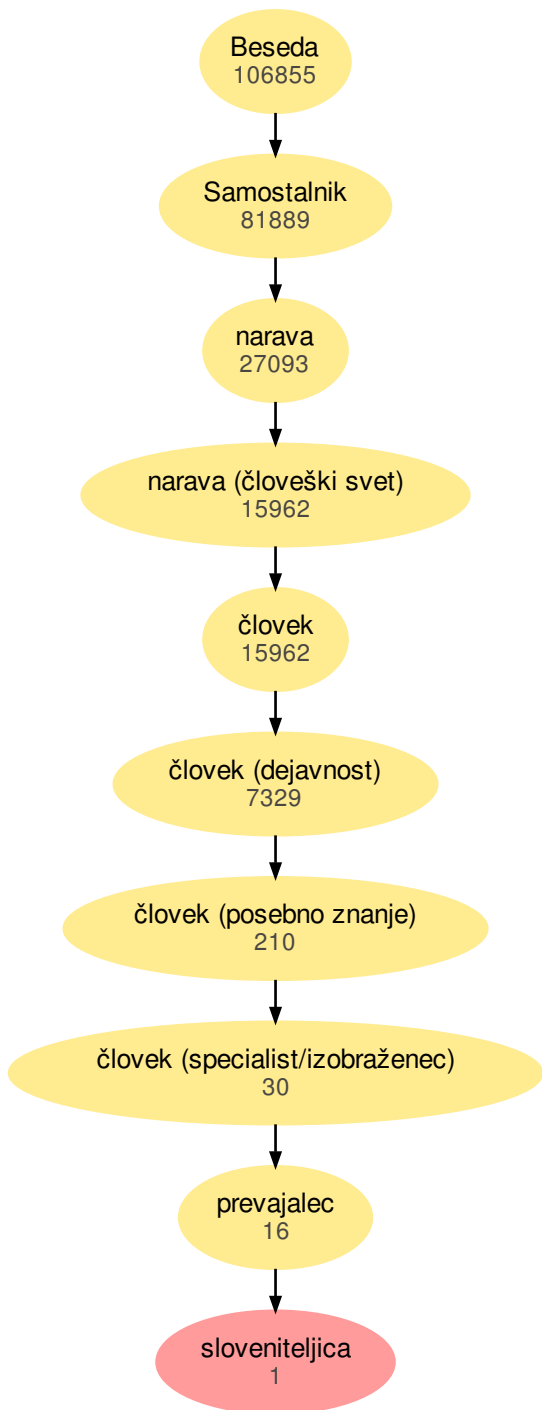 Beseda
106855
Samostalnik
81889
narava
27093
narava (človeški svet)
15962
človek
15962
človek (dejavnost)
7329
človek (posebno znanje)
210
človek (specialist/izobraženec)
30
prevajalec
16
sloveniteljica
1